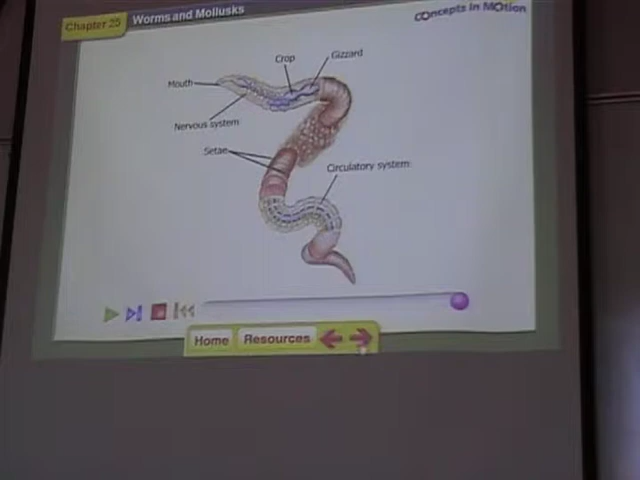 Chapter 25
Worms and Mollusks
Concepts In MOtion
Crop
Gizzard
Mouth
Nervous system
Setae
Circulatory system
Home
Resources